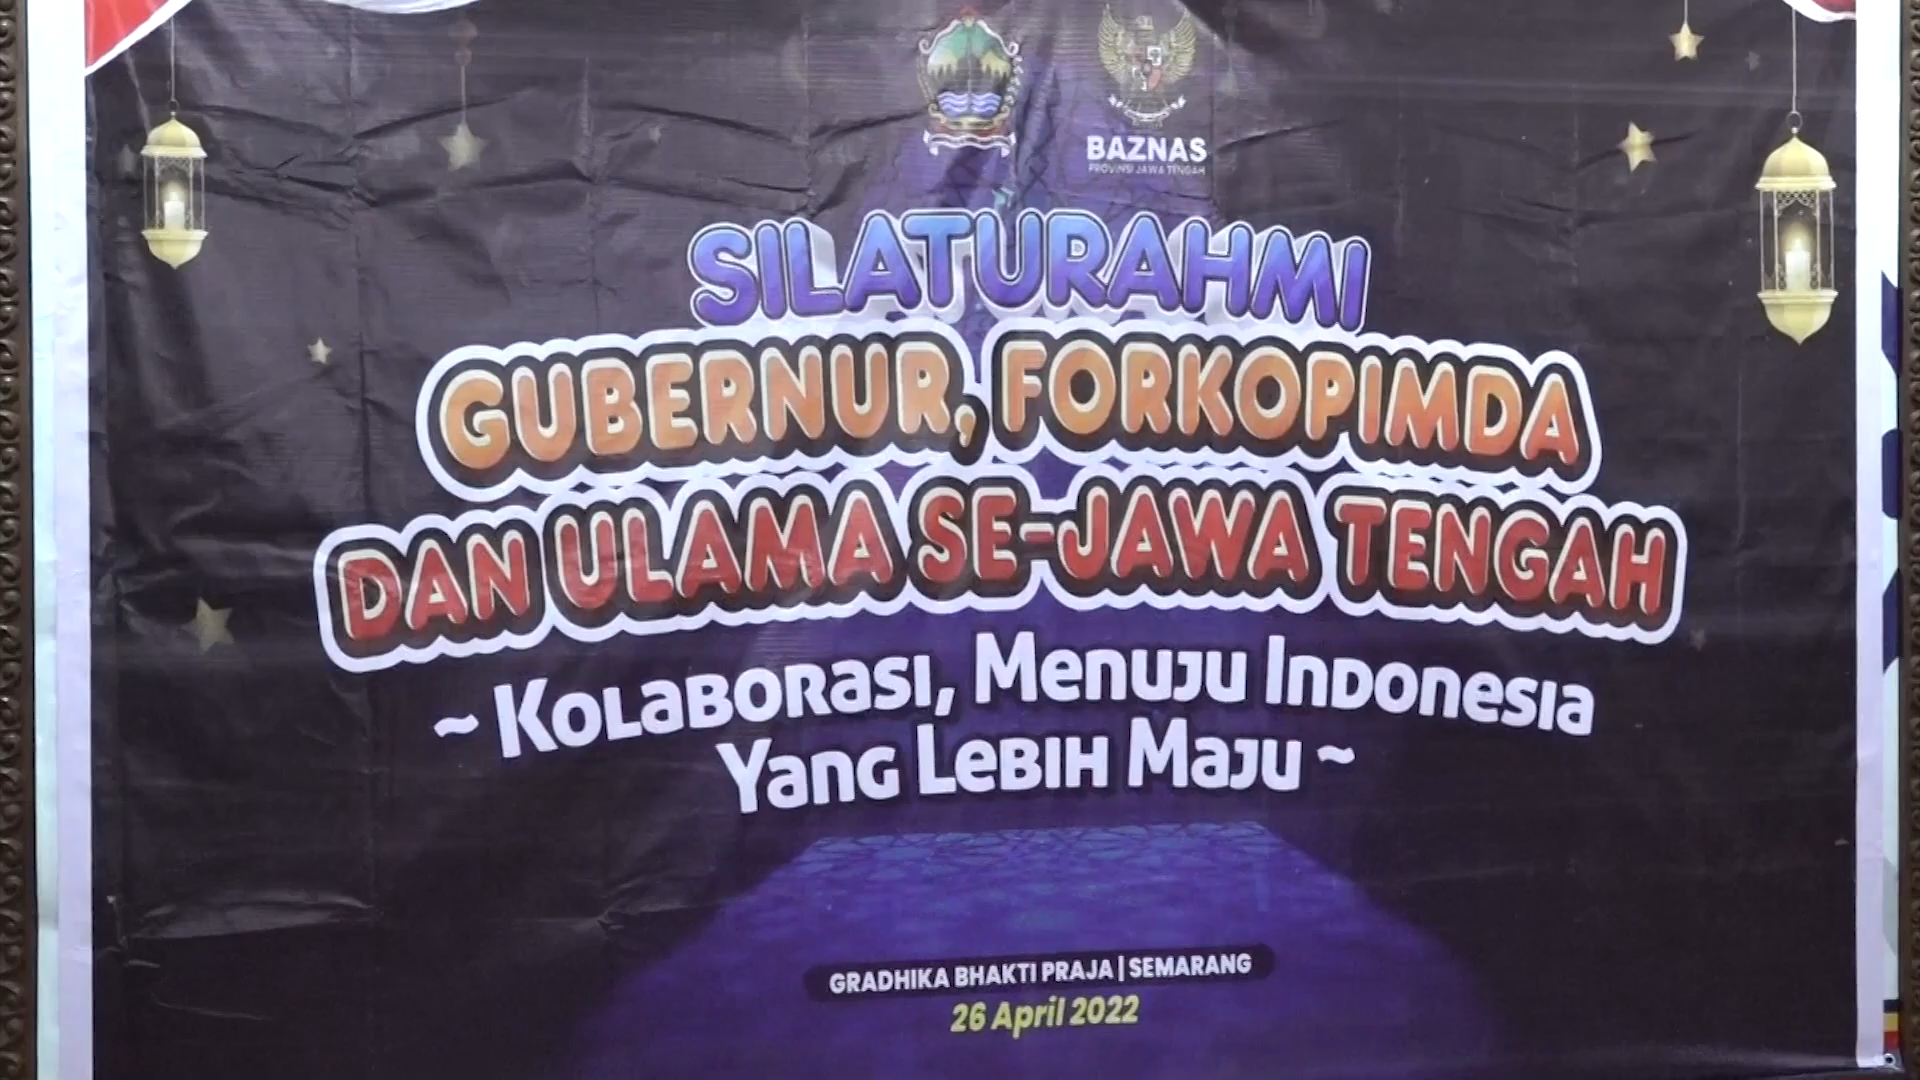 BAZNAS
PROVINSI JAWA TENGAH
SILATURAHMI
GUBERNUR, FORKOPIMDA
DAN ULAMA SE-JAWA TENGAH
~ Kolaborasi, Menuju Indonesia
Yang Lebih Maju ~
GRADHIKA BHAKTI PRAJA | SEMARANG
26 April 2022